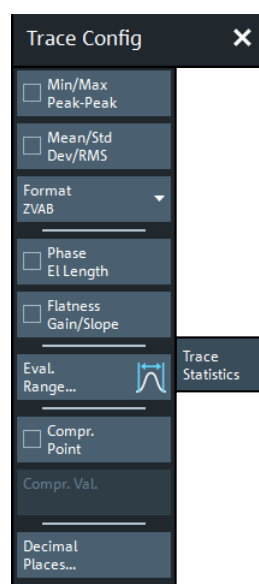 Trace Config
Min/Max
Peak-Peak
Mean/Std
Dev/RMS
Format
ZVAB
Phase
El Length
Flatness
Gain/Slope
Eval.
Range...
Trace
Statistics
Compr.
Point
Compr. Val.
Decimal
Places...